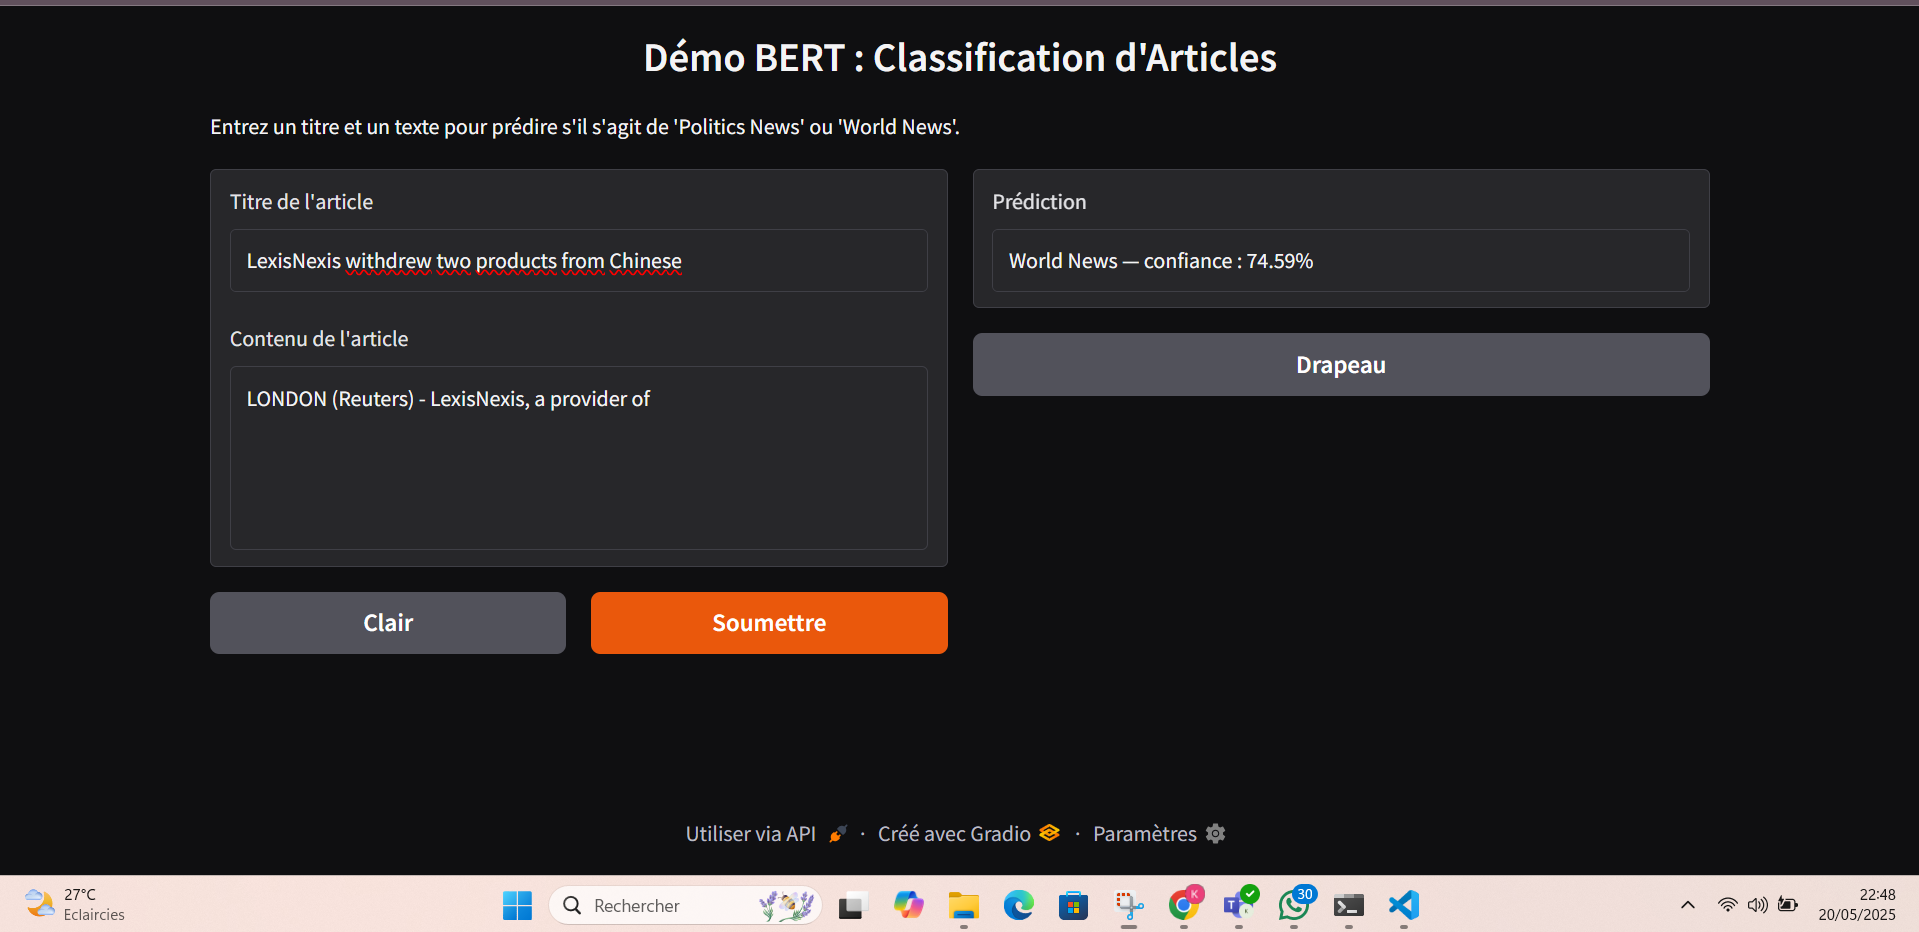 Démo BERT : Classification d'Articles
Entrez un titre et un texte pour prédire s'il s'agit de 'Politics News' ou 'World News'.
Titre de l'article
LexisNexis withdrew two products from Chinese
Contenu de l'article
LONDON (Reuters) - LexisNexis, a provider of
Clair
Soumettre
Prédiction
World News — confiance : 74.59%
Drapeau
Utiliser via API · Créé avec Gradio · Paramètres
27°C
Eclaircies
Rechercher
K
T
30
22:48
20/05/2025